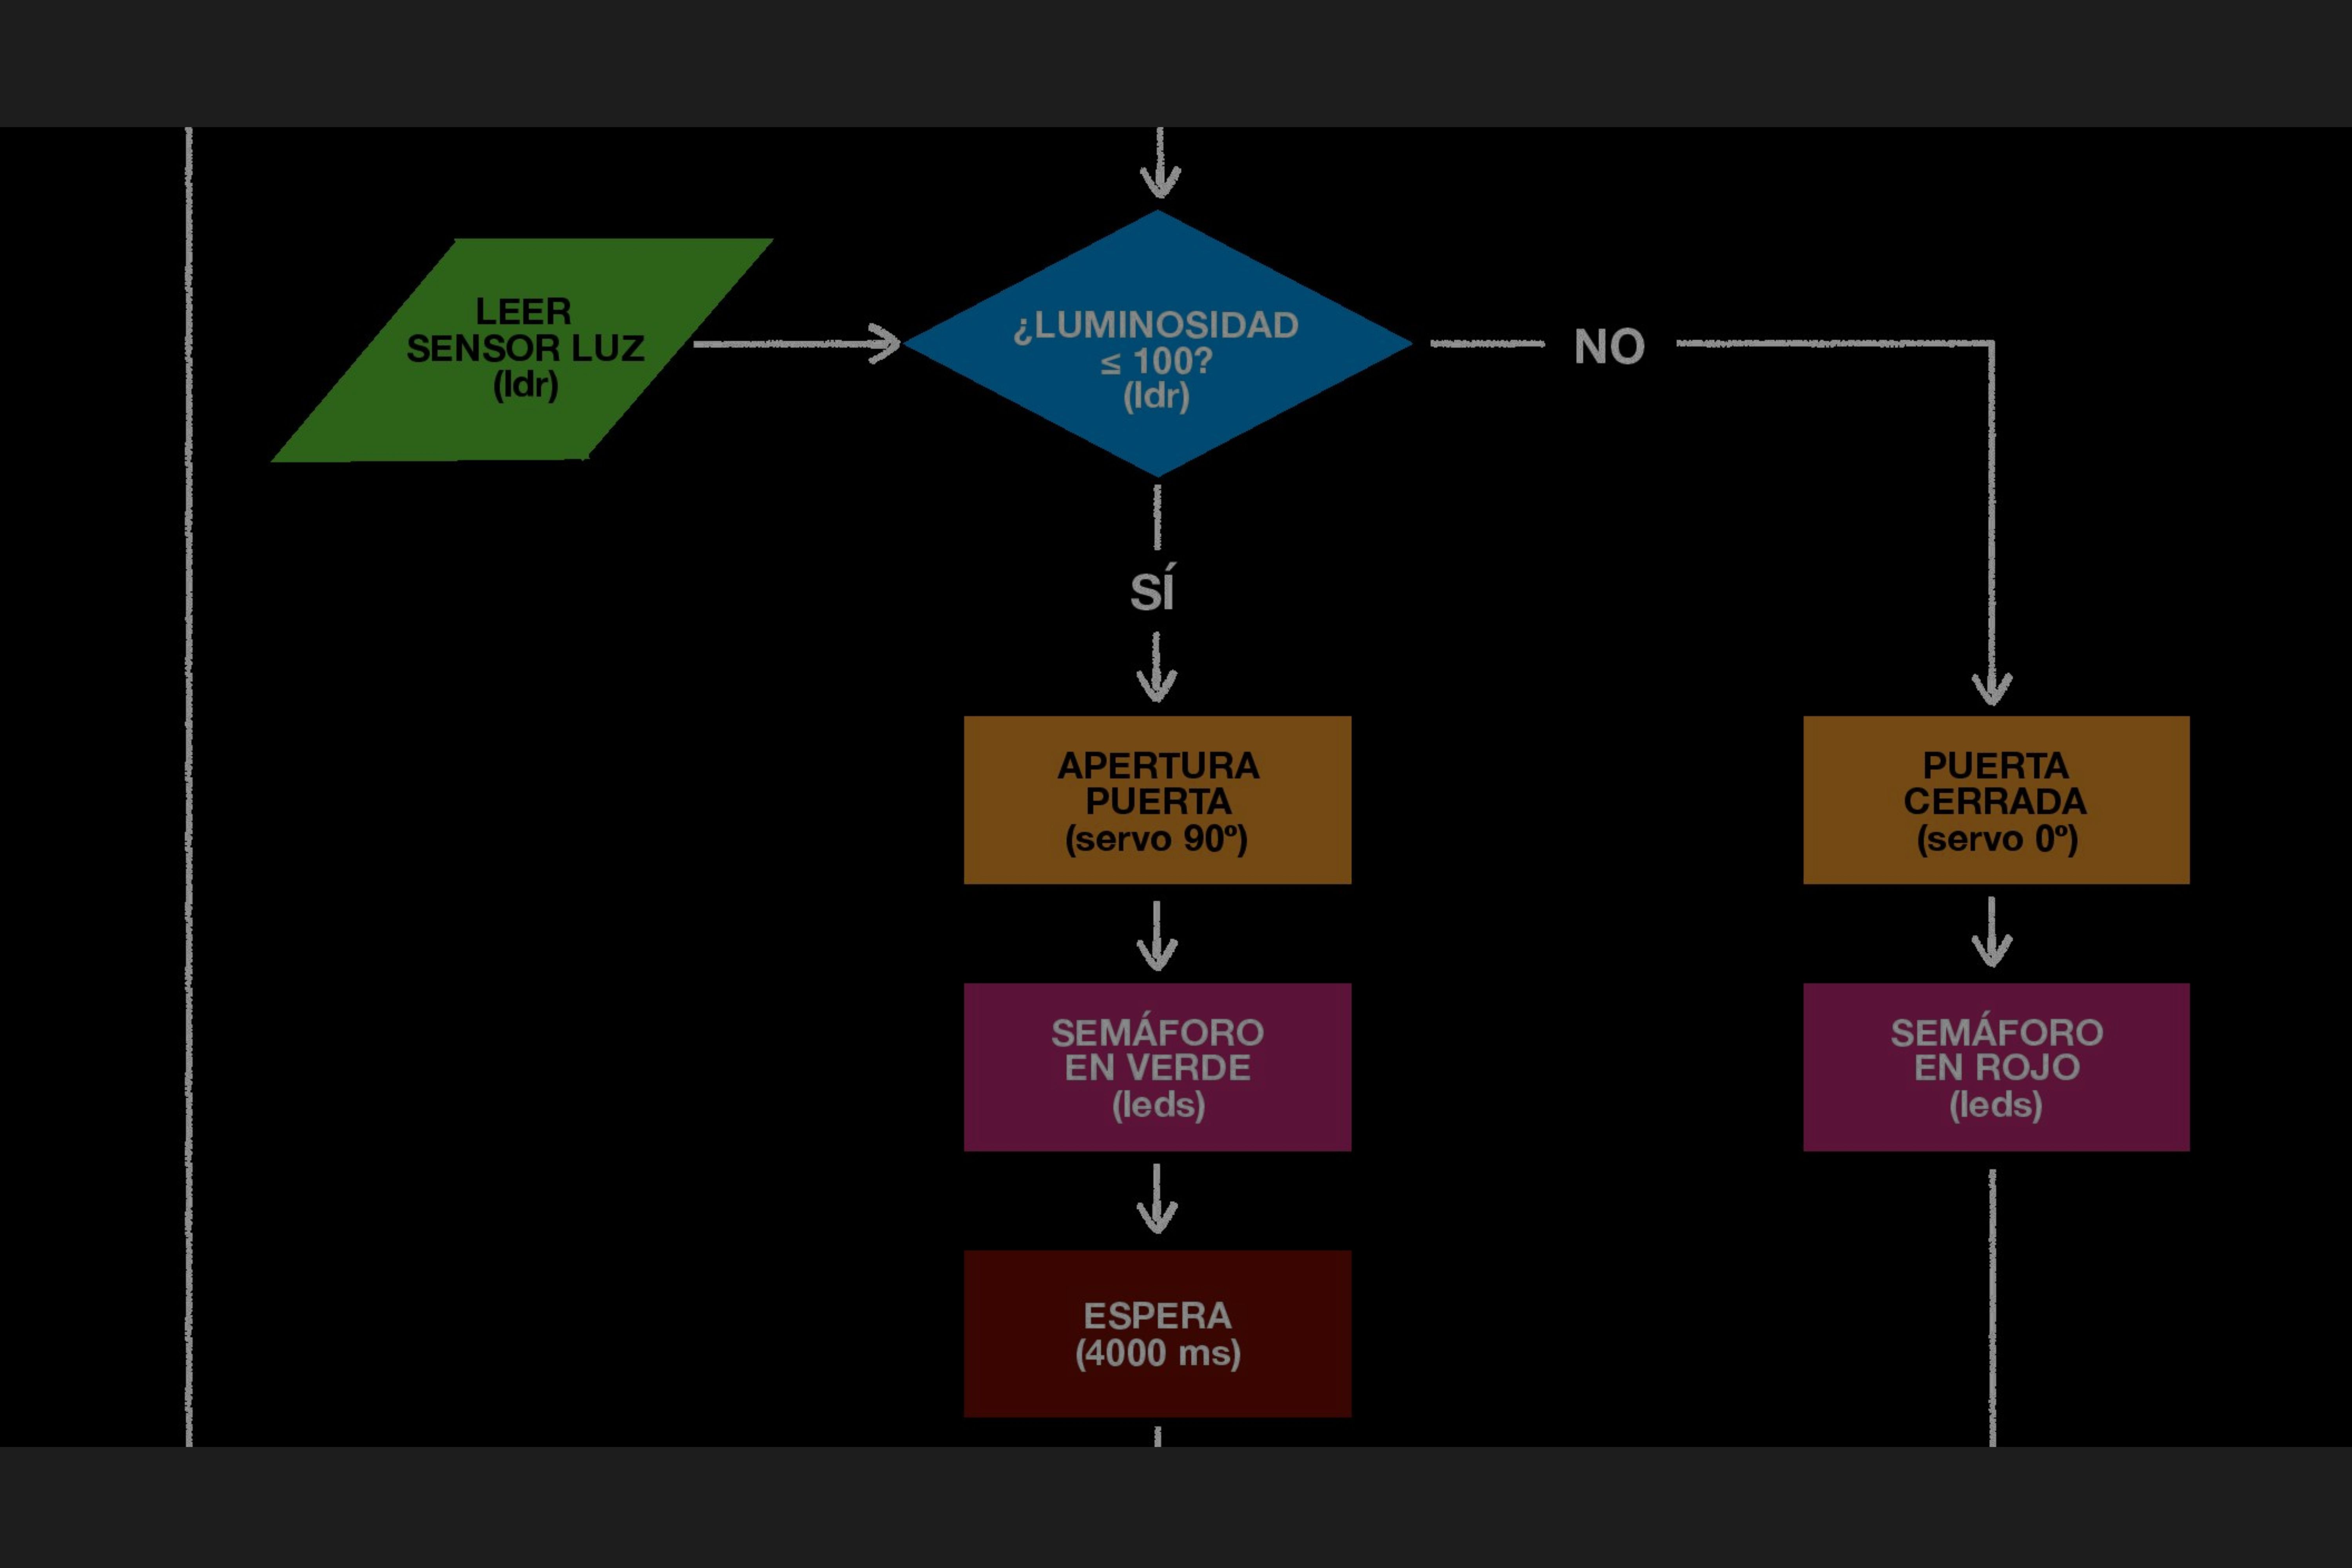 LEER
SENSOR LUZ
(ldr)
¿LUMINOSIDAD
≤ 100?
(ldr)
NO
SÍ
APERTURA
PUERTA
(servo 90º)
PUERTA
CERRADA
(servo 0º)
SEMÁFORO
EN VERDE
(leds)
SEMÁFORO
EN ROJO
(leds)
ESPERA
(4000 ms)